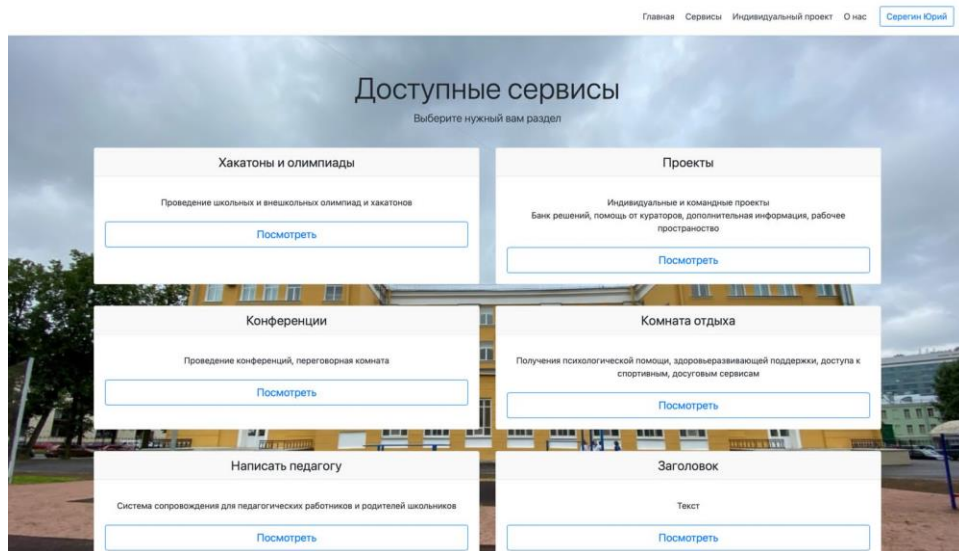 Главная Сервисы Индивидуальный проект О нас Серегин Юрий
Доступные сервисы
Выберите нужный вам раздел
Хакатоны и олимпиады
Проведение школьных и внешкольных олимпиад и хакатонов
Посмотреть
Проекты
Индивидуальные и командные проекты
Банк решений, помощь от кураторов, дополнительная информация, рабочее
простраство
Посмотреть
Конференции
Проведение конференций, переговорная комната
Посмотреть
Комната отдыха
Получения психологической помощи, здоровьеразвивающей поддержки, доступа к
спортивным, досуговым сервисам
Посмотреть
Написать педагогу
Система сопровождения для педагогических работников и родителей школьников
Посмотреть
Заголовок
Текст
Посмотреть